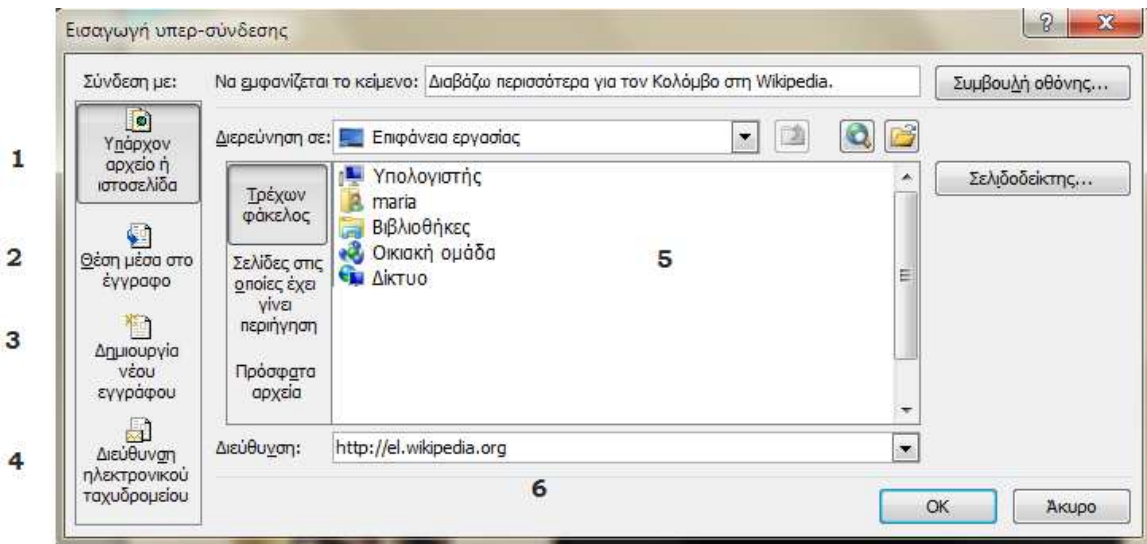 Εισαγωγή υπερ-σύνδεσης
Σύνδεση με:
Να εμφανίζεται το κείμενο: Διαβάζω περισσότερα για τον Κολόμβο στη Wikipedia.
Συμβουλή οθόνης...
1
Υπάρχον
αρχείο ή
ιστοσελίδα
Διερεύνηση σε: Επιφάνεια εργασίας
Τρέχων
φάκελος
Υπολογιστής
maria
Βιβλιοθήκες
Οικιακή ομάδα
Δίκτυο
5
Σελιδοδείκτης...
2
Θέση μέσα στο
έγγραφο
Σελίδες στις
οποίες έχει
γίνει
περιήγηση
3
Δημιουργία
νέου
εγγράφου
Πρόσφατα
αρχεία
4
Διεύθυνση
ηλεκτρονικού
ταχυδρομείου
Διεύθυνση: http://el.wikipedia.org
6
OK
Άκυρο